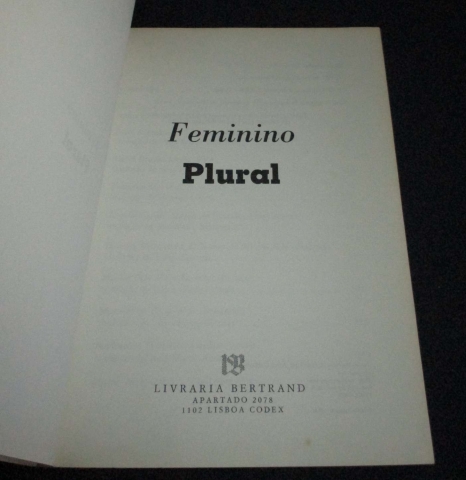 Feminino
Plural
LIVRARIA BERTRAND
APARTADO 2078
1102 LISBOA CODEX